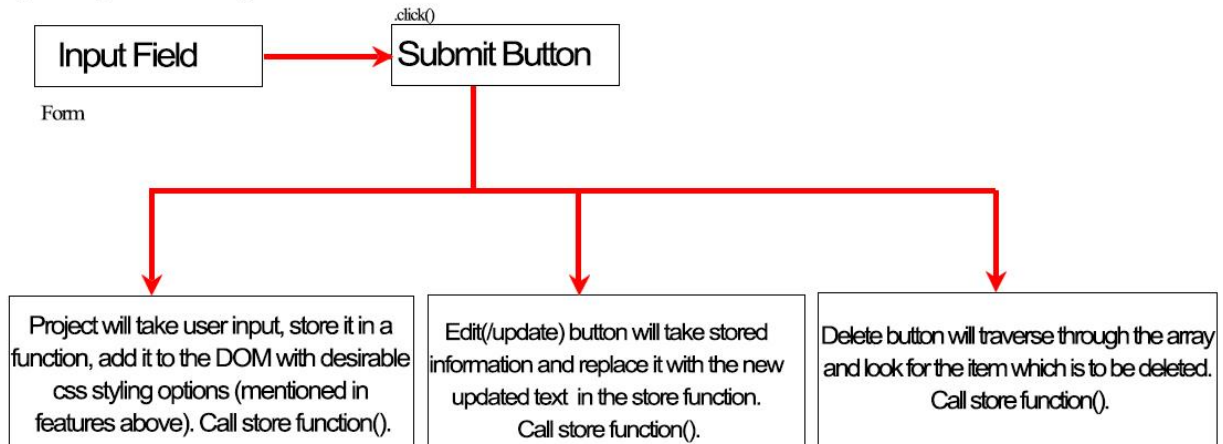 .click()
Input Field
Submit Button
Form
Project will take user input, store it in a
function, add it to the DOM with desirable
css styling options (mentioned in
features above). Call store function().
Edit(/update) button will take stored
information and replace it with the new
updated text in the store function.
Call store function().
Delete button will traverse through the array
and look for the item which is to be deleted.
Call store function().